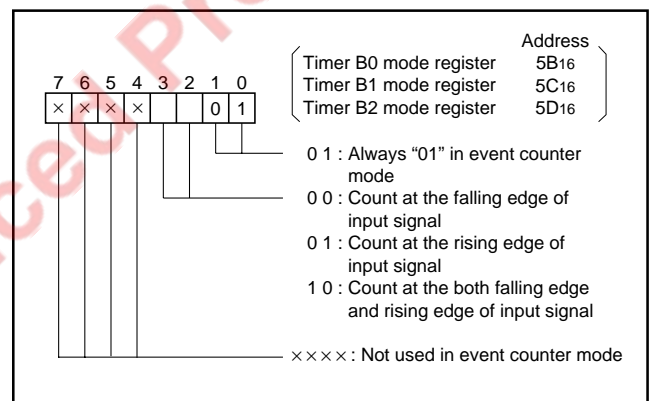 Address
Timer B0 mode register 5B16
Timer B1 mode register 5C16
Timer B2 mode register 5D16
7 6 5 4 3 2 1 0
× × × × 0 1
0 1 : Always “01” in event counter
mode
0 0 : Count at the falling edge of
input signal
0 1 : Count at the rising edge of
input signal
1 0 : Count at the both falling edge
and rising edge of input signal
×××× : Not used in event counter mode